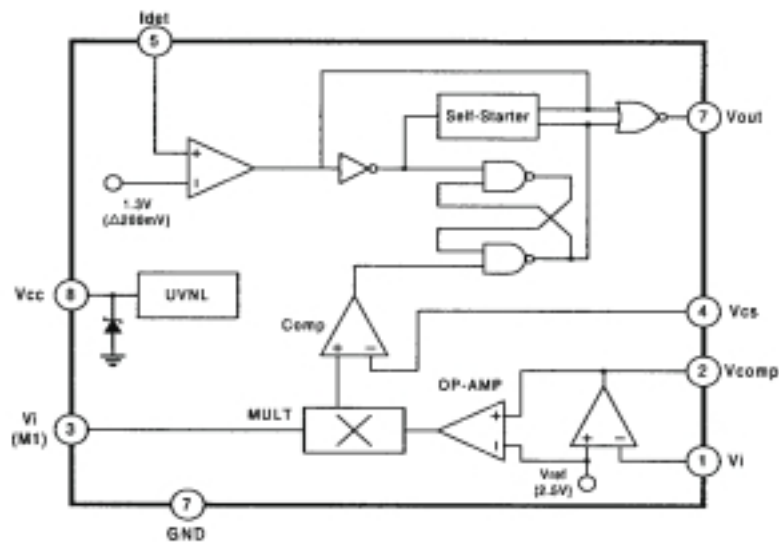 Idet
5
Self-Starter
7
Vout
+
1.3V
(△200mV)
Vcc
8
UVNL
4
Vcs
Comp
+ −
2
Vcomp
OP-AMP
MULT
+
Vi
(M1)
3
+ −
1
Vi
Vref
(2.5V)
7
GND